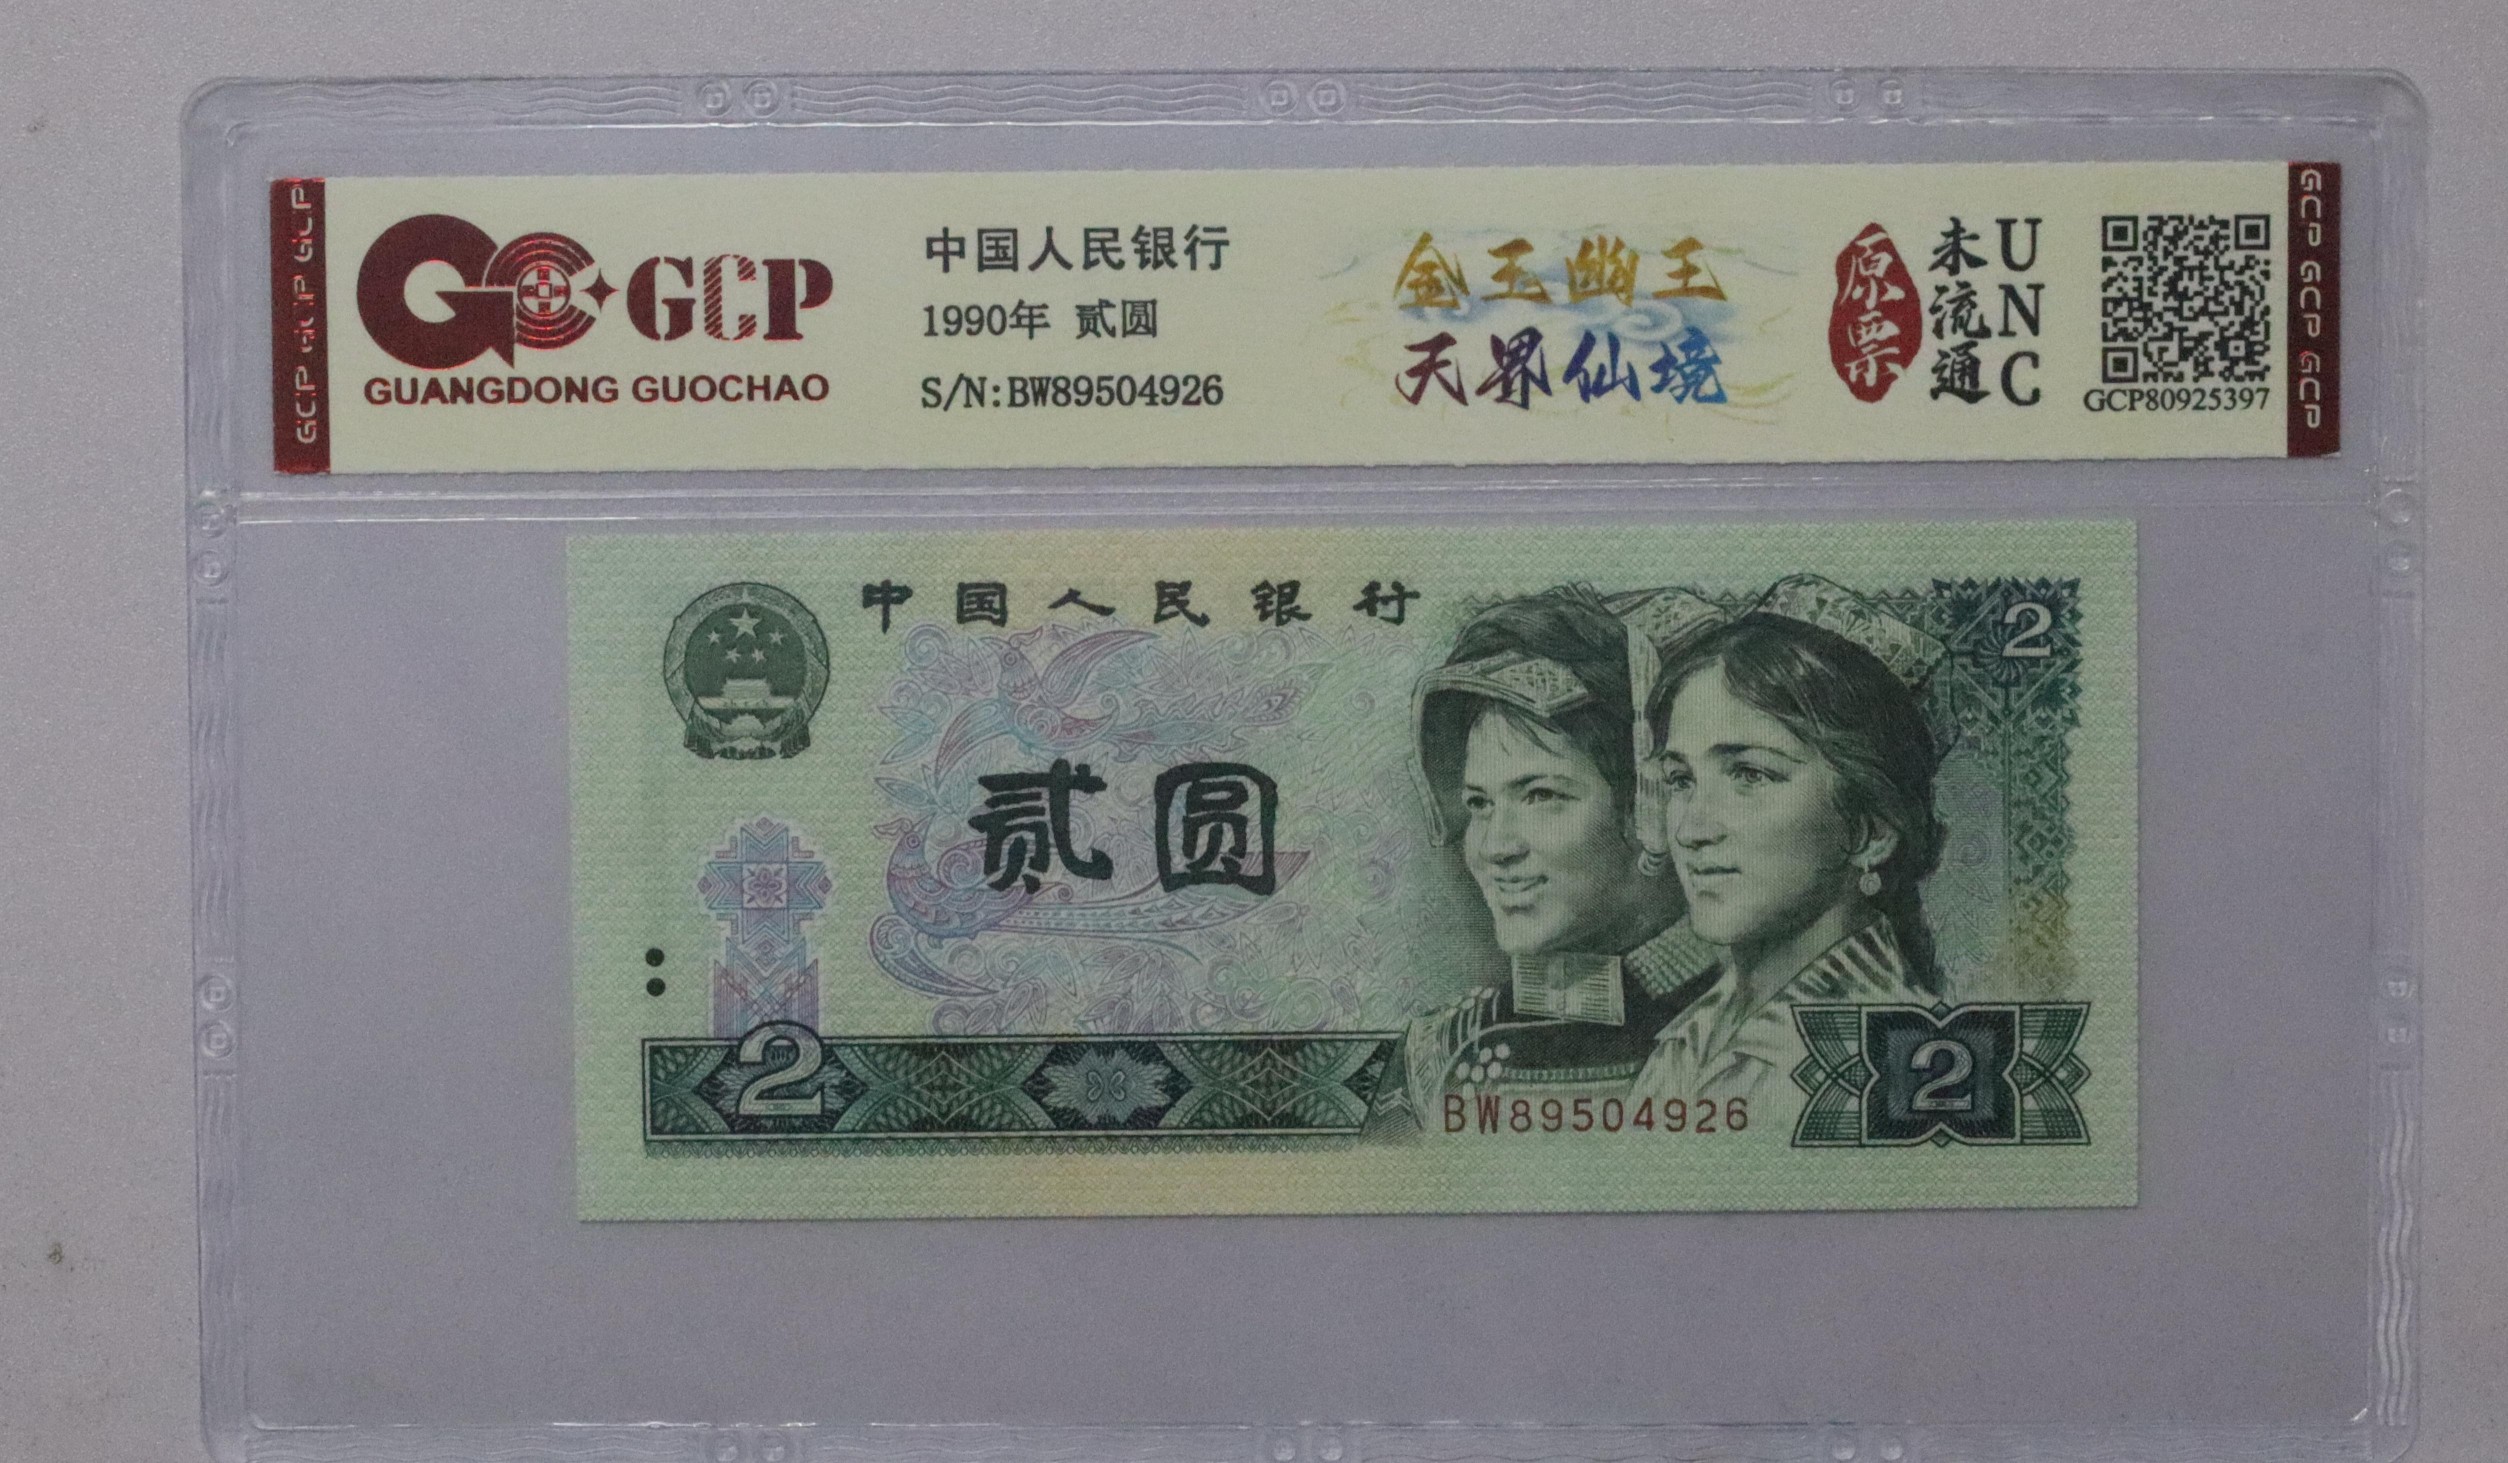 GCP GCP GCP
GCP
GUANGDONG GUOCHAO
中国人民银行
1990年 贰圆
S/N:BW89504926
金玉幽王
天界仙境
原票
未流通
UNC
GCP80925397
GCP GCP GCP
中国人民银行
贰圆
2
2
2
BW89504926